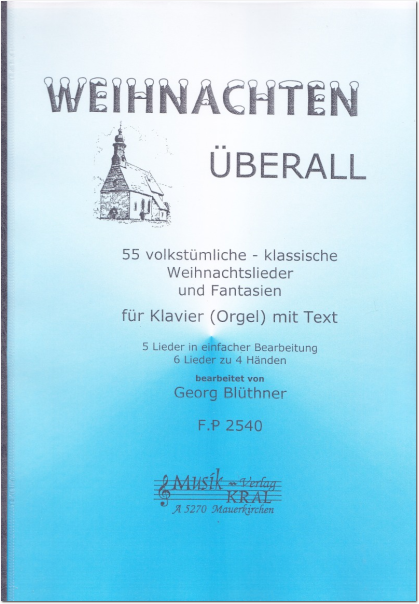 WEIHNACHTEN
ÜBERALL
55 volkstümliche - klassische
Weihnachtslieder
und Fantasien
für Klavier (Orgel) mit Text
5 Lieder in einfacher Bearbeitung
6 Lieder zu 4 Händen
bearbeitet von
Georg Blüthner
F.P 2540
Musik - Verlag
KRAL
A 5270 Mauerkirchen